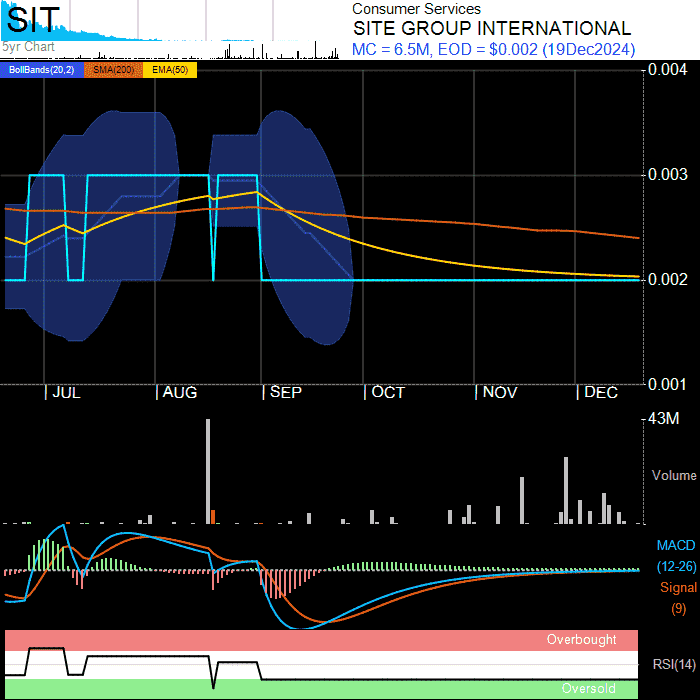 SIT
5yr Chart
Consumer Services
SITE GROUP INTERNATIONAL
MC = 6.5M, EOD = $0.002 (19Dec2024)
BollBands(20,2) SMA(200) EMA(50)
0.004
0.003
0.002
0.001
| JUL | AUG | SEP | OCT | NOV | DEC
43M
Volume
MACD
(12-26)
Signal
(9)
Overbought
RSI(14)
Oversold